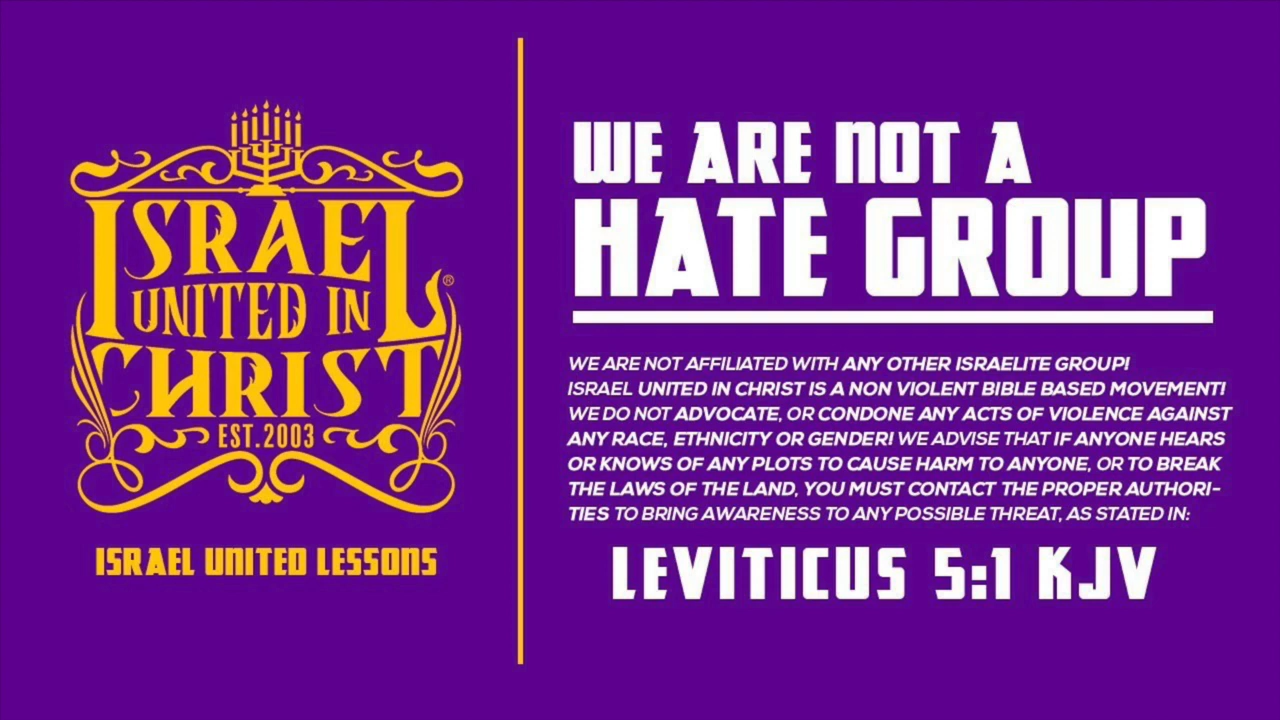 ISRAEL
UNITED IN
CHRIST®
EST.2003
ISRAEL UNITED LESSONS
WE ARE NOT A
HATE GROUP
WE ARE NOT AFFILIATED WITH ANY OTHER ISRAELITE GROUP!
ISRAEL UNITED IN CHRIST IS A NON VIOLENT BIBLE BASED MOVEMENT!
WE DO NOT ADVOCATE, OR CONDONE ANY ACTS OF VIOLENCE AGAINST
ANY RACE, ETHNICITY OR GENDER! WE ADVISE THAT IF ANYONE HEARS
OR KNOWS OF ANY PLOTS TO CAUSE HARM TO ANYONE, OR TO BREAK
THE LAWS OF THE LAND, YOU MUST CONTACT THE PROPER AUTHORI-
TIES TO BRING AWARENESS TO ANY POSSIBLE THREAT, AS STATED IN:
LEVITICUS 5:1 KJV